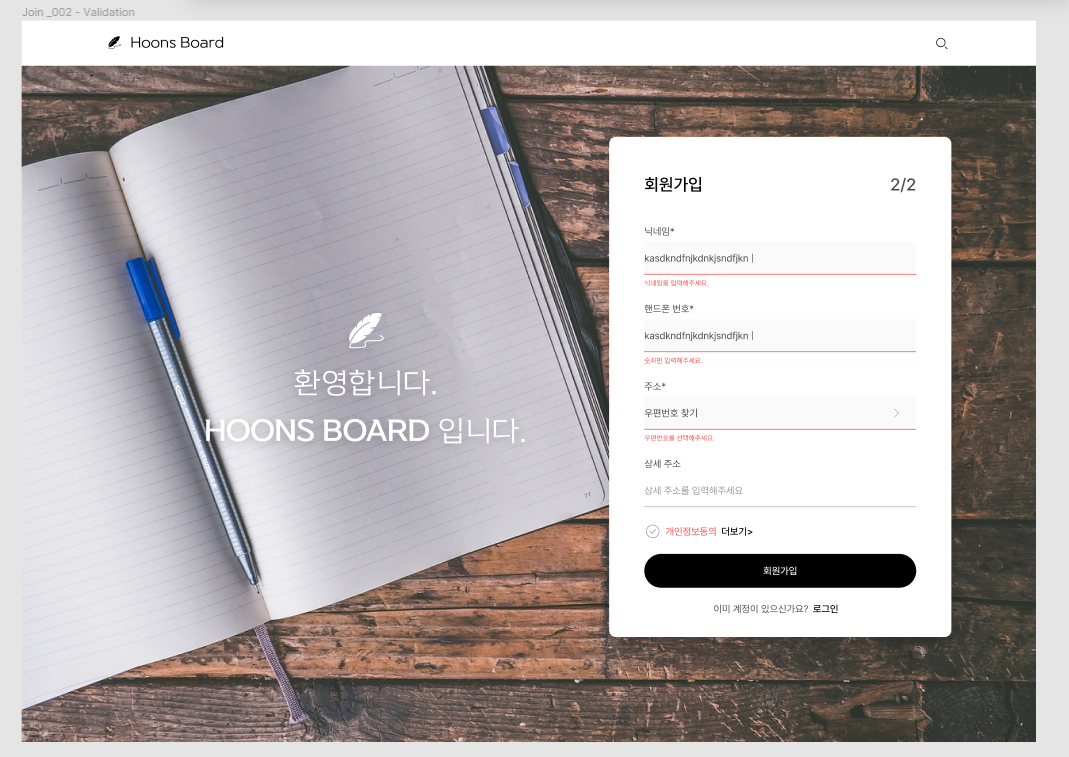 Join _002 - Validation
Hoons Board
회원가입 2/2
닉네임*
kasdkndfnjkdnkjsndfjkn |
닉네임을 입력해주세요.
핸드폰 번호*
kasdkndfnjkdnkjsndfjkn |
숫자만 입력해주세요.
주소*
우편번호 찾기
우편번호를 선택해주세요.
상세 주소
상세 주소를 입력해주세요
개인정보동의 더보기>
회원가입
이미 계정이 있으신가요? 로그인
환영합니다.
HOONS BOARD 입니다.
77